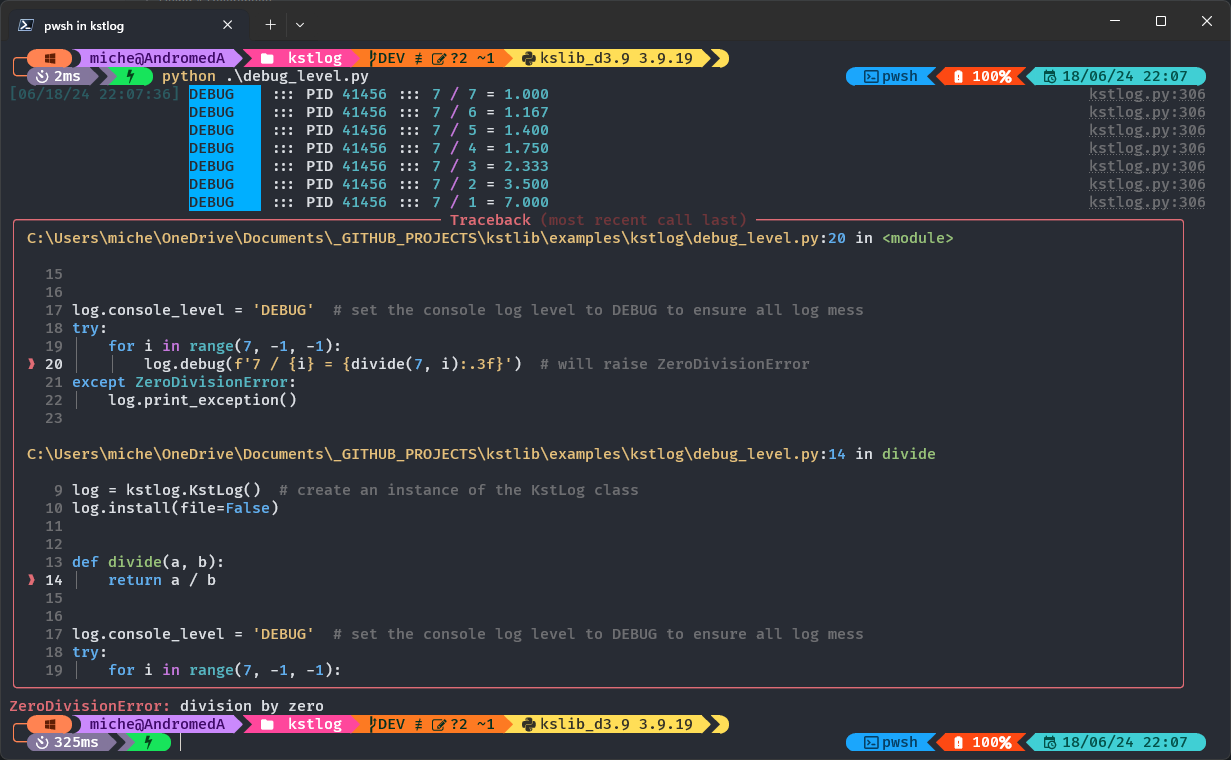 pwsh in kstlog
miche@AndromedA kstlog DEV ≢ ?2 ~1 kslib_d3.9 3.9.19
2ms python .\debug_level.py pwsh 100% 18/06/24 22:07
[06/18/24 22:07:36] DEBUG ::: PID 41456 ::: 7 / 7 = 1.000 kstlog.py:306
DEBUG ::: PID 41456 ::: 7 / 6 = 1.167 kstlog.py:306
DEBUG ::: PID 41456 ::: 7 / 5 = 1.400 kstlog.py:306
DEBUG ::: PID 41456 ::: 7 / 4 = 1.750 kstlog.py:306
DEBUG ::: PID 41456 ::: 7 / 3 = 2.333 kstlog.py:306
DEBUG ::: PID 41456 ::: 7 / 2 = 3.500 kstlog.py:306
DEBUG ::: PID 41456 ::: 7 / 1 = 7.000 kstlog.py:306
Traceback (most recent call last)
C:\Users\miche\OneDrive\Documents\_GITHUB_PROJECTS\kstlib\examples\kstlog\debug_level.py:20 in <module>
15
16
17 log.console_level = 'DEBUG'  # set the console log level to DEBUG to ensure all log mess
18 try:
19     for i in range(7, -1, -1):
❱ 20         log.debug(f'7 / {i} = {divide(7, i):.3f}')  # will raise ZeroDivisionError
21 except ZeroDivisionError:
22     log.print_exception()
23
C:\Users\miche\OneDrive\Documents\_GITHUB_PROJECTS\kstlib\examples\kstlog\debug_level.py:14 in divide
9 log = kstlog.KstLog()  # create an instance of the KstLog class
10 log.install(file=False)
11
12
13 def divide(a, b):
❱ 14     return a / b
15
16
17 log.console_level = 'DEBUG'  # set the console log level to DEBUG to ensure all log mess
18 try:
19     for i in range(7, -1, -1):
ZeroDivisionError: division by zero
miche@AndromedA kstlog DEV ≢ ?2 ~1 kslib_d3.9 3.9.19
325ms pwsh 100% 18/06/24 22:07